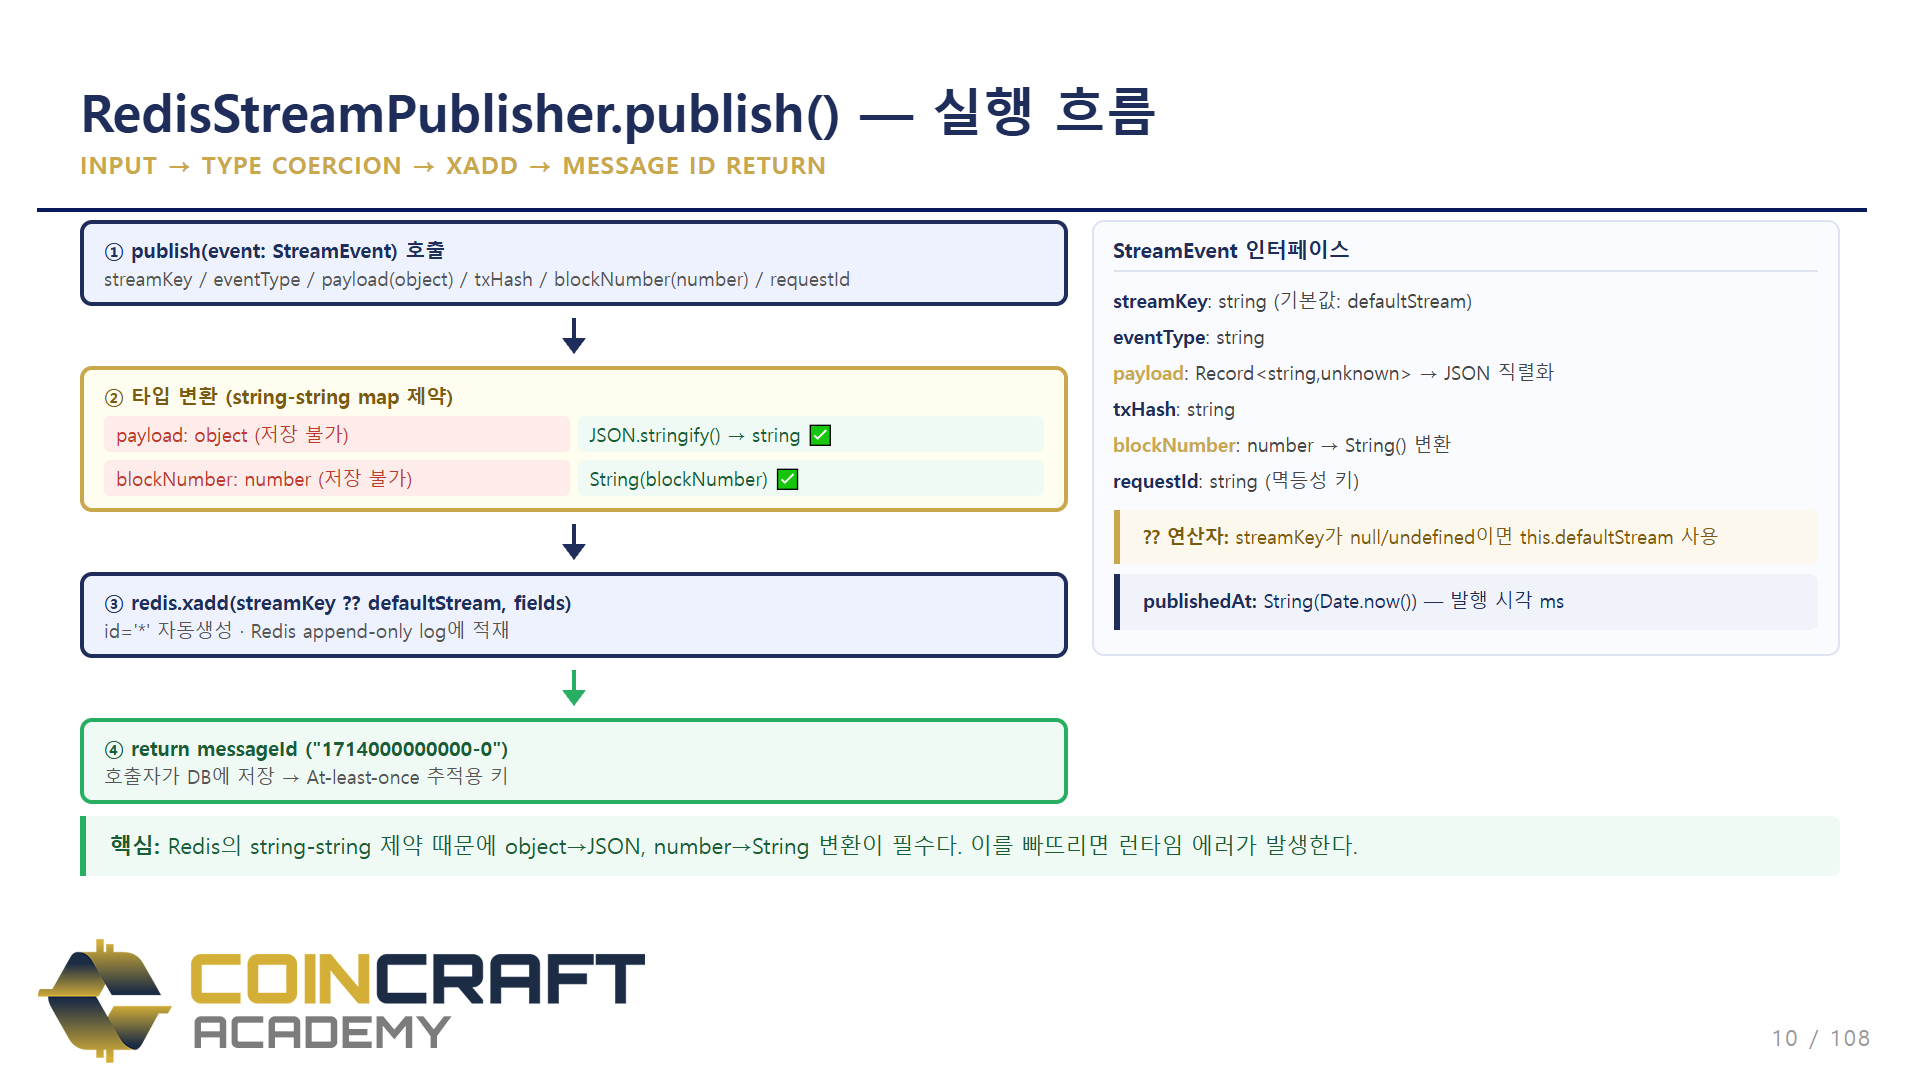 RedisStreamPublisher.publish() — 실행 흐름
INPUT → TYPE COERCION → XADD → MESSAGE ID RETURN
① publish(event: StreamEvent) 호출
streamKey / eventType / payload(object) / txHash / blockNumber(number) / requestId
② 타입 변환 (string-string map 제약)
payload: object (저장 불가)
JSON.stringify() → string ✅
blockNumber: number (저장 불가)
String(blockNumber) ✅
③ redis.xadd(streamKey ?? defaultStream, fields)
id='*' 자동생성 · Redis append-only log에 적재
④ return messageId ("1714000000000-0")
호출자가 DB에 저장 → At-least-once 추적용 키
StreamEvent 인터페이스
streamKey: string (기본값: defaultStream)
eventType: string
payload: Record<string,unknown> → JSON 직렬화
txHash: string
blockNumber: number → String() 변환
requestId: string (멱등성 키)
?? 연산자: streamKey가 null/undefined이면 this.defaultStream 사용
publishedAt: String(Date.now()) — 발행 시각 ms
핵심: Redis의 string-string 제약 때문에 object→JSON, number→String 변환이 필수다. 이를 빠뜨리면 런타임 에러가 발생한다.
COINCRAFT
ACADEMY
10 / 108